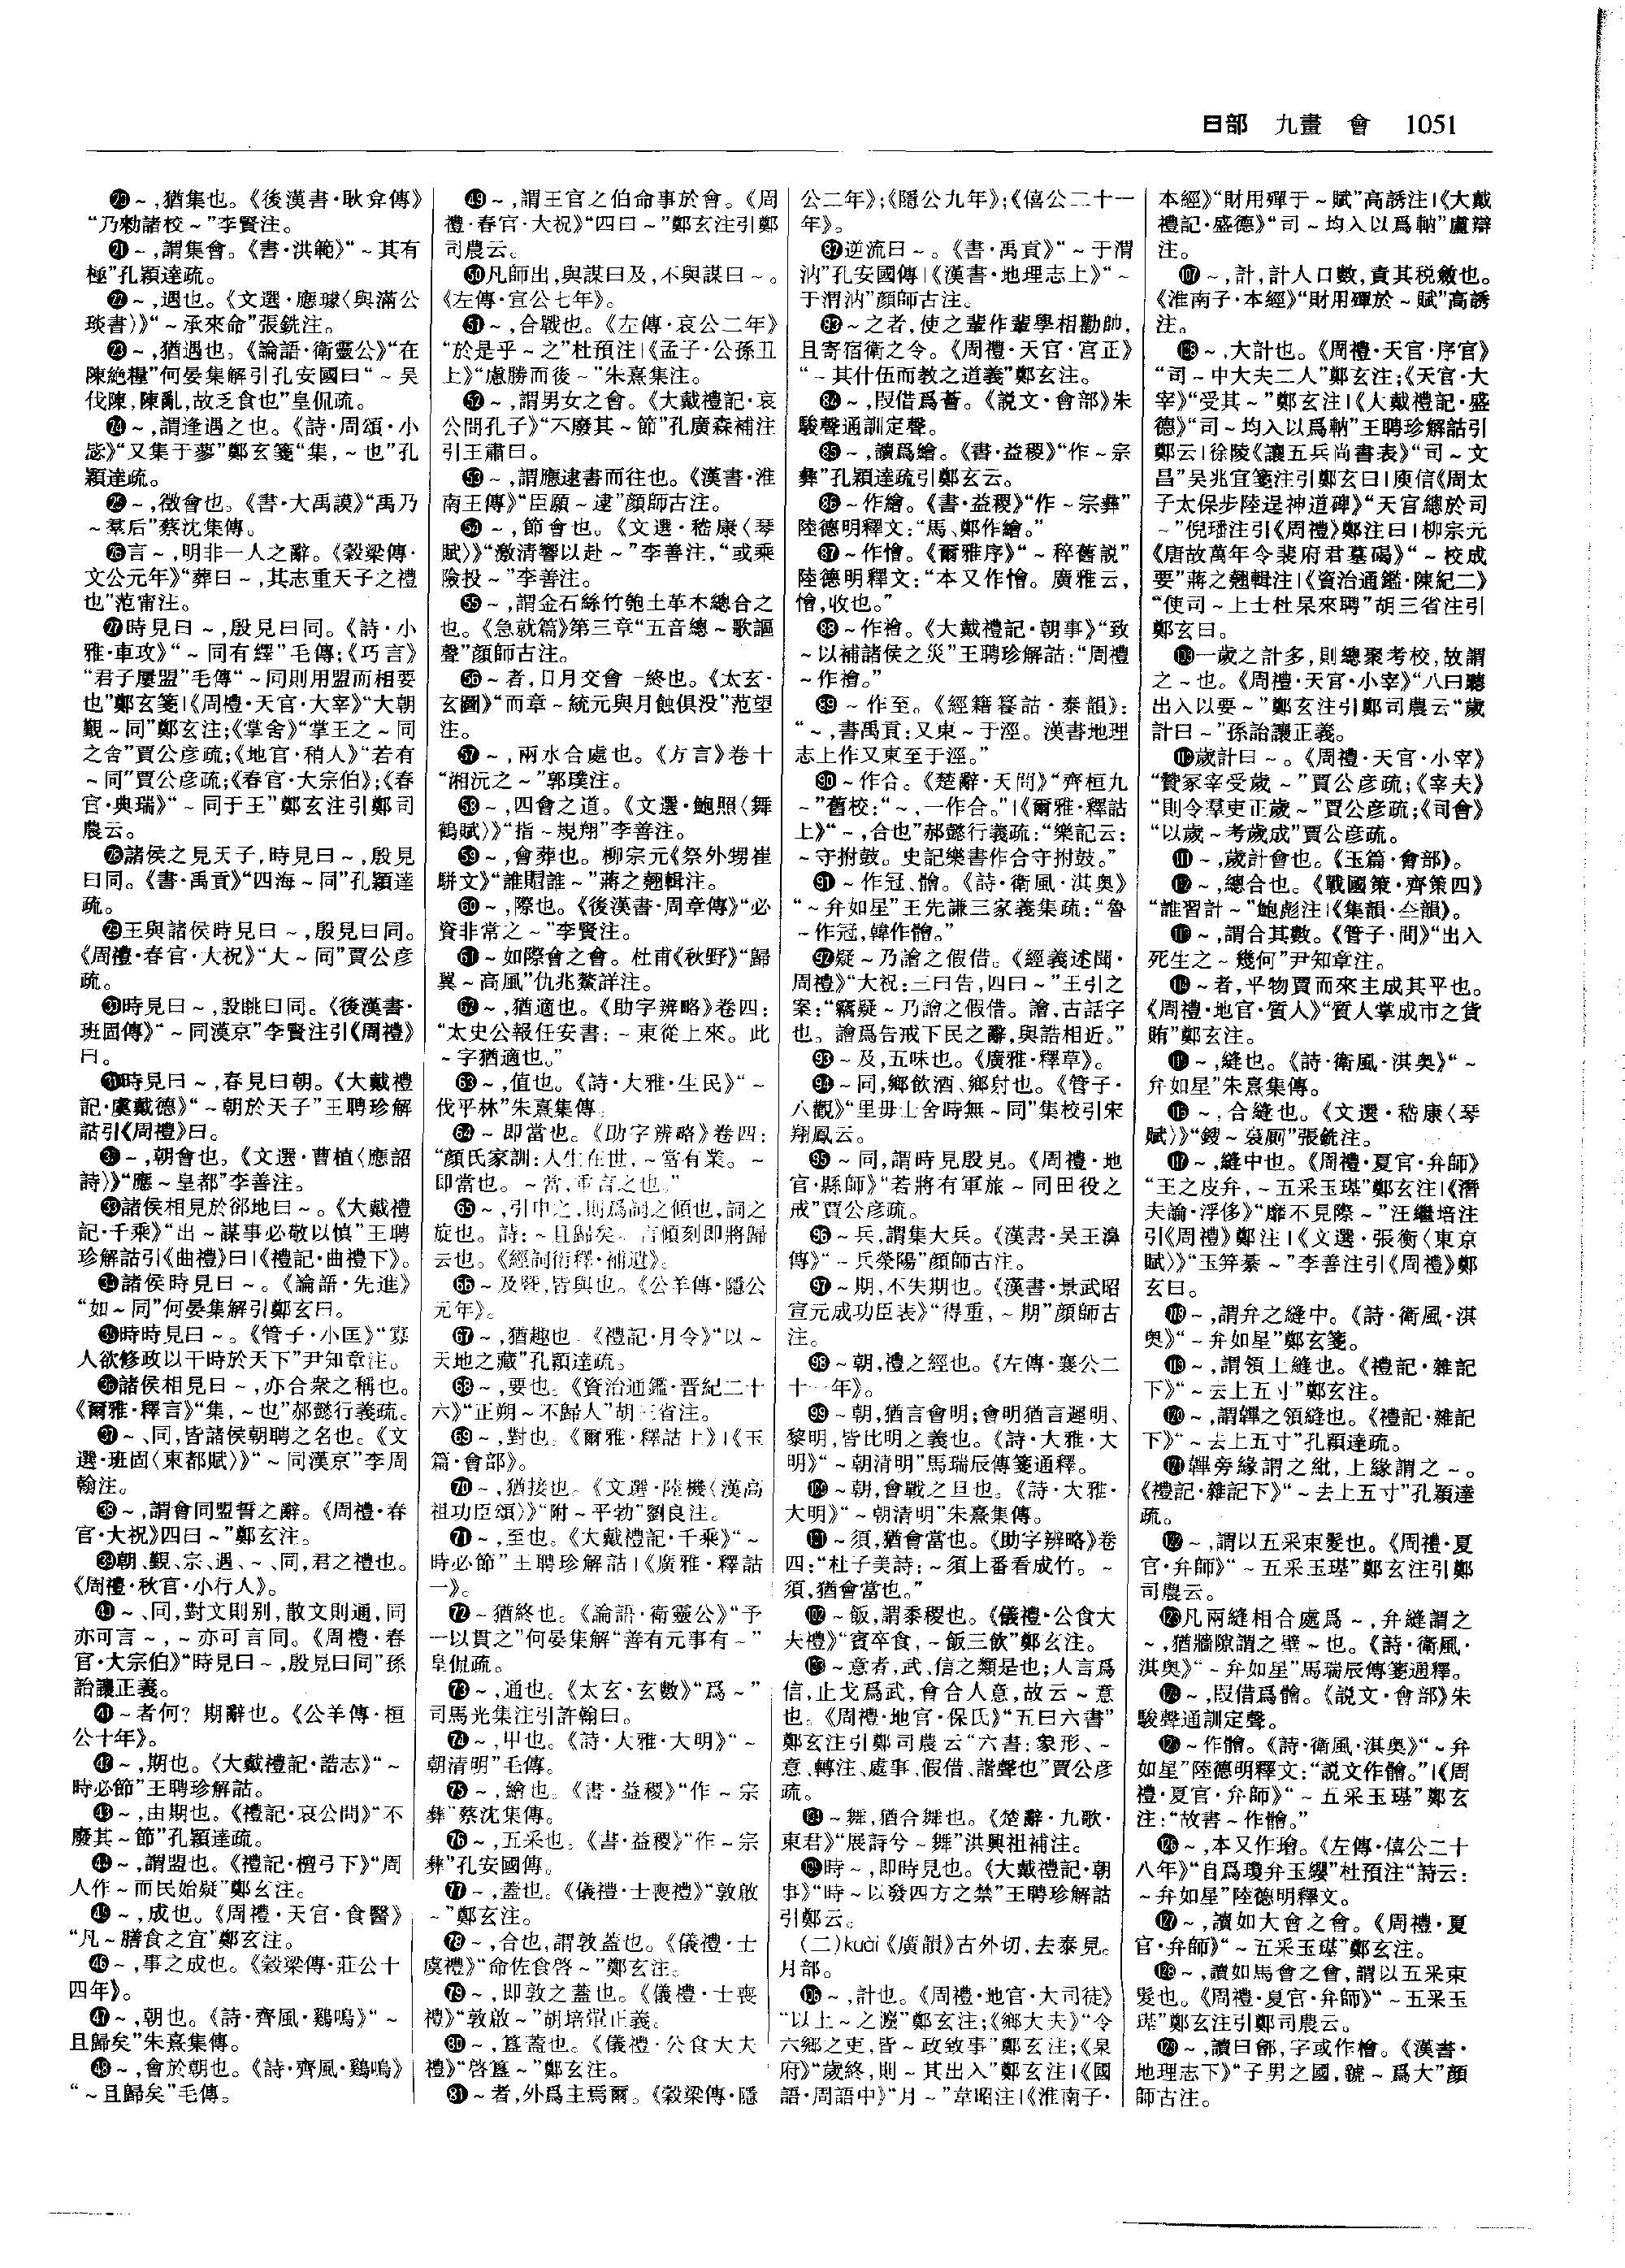 日部　九畫　會　1051
⑳～,猶集也。《後漢書·耿弇傳》
“乃勅諸校～”李賢注。
㉑～,謂集會。《書·洪範》“～其有
極”孔穎達疏。
㉒～,遇也。《文選·應璩〈與滿公
琰書〉》“～承來命”張銑注。
㉓～,猶遇也。《論語·衛靈公》“在
陳絶糧”何晏集解引孔安國曰“～吴
伐陳,陳亂,故乏食也”皇侃疏。
㉔～,謂逢遇之也。《詩·周頌·小
毖》“又集于蓼”鄭玄箋“集,～也”孔
穎達疏。
㉕～,徵會也。《書·大禹謨》“禹乃
～羣后”蔡沈集傳。
㉖言～,明非一人之辭。《穀梁傳·
文公元年》“葬曰～,其志重天子之禮
也”范甯注。
㉗時見曰～,殷見曰同。《詩·小
雅·車攻》“～同有繹”毛傳;《巧言》
“君子屢盟”毛傳“～同則用盟而相要
也”鄭玄箋|《周禮·天官·大宰》“大朝
覲～同”鄭玄注;《掌舍》“掌王之～同
之舍”賈公彦疏;《地官·稍人》“若有
～同”賈公彦疏;《春官·大宗伯》;《春
官·典瑞》“～同于王”鄭玄注引鄭司
農云。
㉘諸侯之見天子,時見曰～,殷見
曰同。《書·禹貢》“四海～同”孔穎達
疏。
㉙王與諸侯時見曰～,殷見曰同。
《周禮·春官·大祝》“大～同”賈公彦
疏。
㉚時見曰～,殷眺曰同。《後漢書·
班固傳》“～同漢京”李賢注引《周禮》
曰。
㉛時見曰～,春見曰朝。《大戴禮
記·虞戴德》“～朝於天子”王聘珍解
詁引《周禮》曰。
㉜～,朝會也。《文選·曹植〈應詔
詩〉》“應～皇都”李善注。
㉝諸侯相見於郤地曰～。《大戴禮
記·千乘》“出～謀事必敬以慎”王聘
珍解詁引《曲禮》曰|《禮記·曲禮下》。
㉞諸侯時見曰～。《論語·先進》
“如～同”何晏集解引鄭玄曰。
㉟時時見曰～。《管子·小匡》“寡
人欲修政以干時於天下”尹知章注。
㊱諸侯相見曰～,亦合衆之稱也。
《爾雅·釋言》“集,～也”郝懿行義疏。
㊲～、同,皆諸侯朝聘之名也。《文
選·班固〈東都賦〉》“～同漢京”李周
翰注。
㊳～,謂會同盟誓之辭。《周禮·春
官·大祝》四曰～”鄭玄注。
㊴朝、覲、宗、遇、～、同,君之禮也。
《周禮·秋官·小行人》。
㊵～、同,對文則别,散文則通,同
亦可言～,～亦可言同。《周禮·春
官·大宗伯》“時見曰～,殷見曰同”孫
詒讓正義。
㊶～者何?期辭也。《公羊傳·桓
公十年》。
㊷～,期也。《大戴禮記·誥志》“～
時必節”王聘珍解詁。
㊸～,由期也。《禮記·哀公問》“不
廢其～節”孔穎達疏。
㊹～,謂盟也。《禮記·檀弓下》“周
人作～而民始疑”鄭玄注。
㊺～,成也。《周禮·天官·食醫》
“凡～膳食之宜”鄭玄注。
㊻～,事之成也。《穀梁傳·莊公十
四年》。
㊼～,朝也。《詩·齊風·鷄鳴》“～
且歸矣”朱熹集傳。
㊽～,會於朝也。《詩·齊風·鷄鳴》
“～且歸矣”毛傳。
㊾～,謂王官之伯命事於會。《周
禮·春官·大祝》“四曰～”鄭玄注引鄭
司農云。
㊿凡師出,與謀曰及,不與謀曰～。
《左傳·宣公七年》。
51～,合戰也。《左傳·哀公二年》
“於是乎～之”杜預注|《孟子·公孫丑
上》“慮勝而後～”朱熹集注。
52～,謂男女之會。《大戴禮記·哀
公問孔子》“不廢其～節”孔廣森補注
引王肅曰。
53～,謂應逮書而往也。《漢書·淮
南王傳》“臣願～逮”顔師古注。
54～,節會也。《文選·嵇康〈琴
賦〉》“激清響以赴～”李善注,“或乘
險投～”李善注。
55～,謂金石絲竹匏土革木總合之
也。《急就篇》第三章“五音總～歌謳
聲”顔師古注。
56～者,日月交會一終也。《太玄·
玄圖》“而章～統元與月蝕俱没”范望
注。
57～,兩水合處也。《方言》卷十
“湘沅之～”郭璞注。
58～,四會之道。《文選·鮑照〈舞
鶴賦〉》“指～規翔”李善注。
59～,會葬也。柳宗元《祭外甥崔
駢文》“誰賵誰～”蔣之翹輯注。
60～,際也。《後漢書·周章傳》“必
資非常之～”李賢注。
61～如際會之會。杜甫《秋野》“歸
翼～高風”仇兆鰲詳注。
62～,猶適也。《助字辨略》卷四:
“太史公報任安書:～東從上來。此
～字猶適也。”
63～,值也。《詩·大雅·生民》“～
伐平林”朱熹集傳。
64～即當也。《助字辨略》卷四:
“顔氏家訓:人生在世,～當有業。～
即當也。～當,重言之也。”
65～,引申之,則爲詞之傾也,詞之
旋也。詩:～且歸矣。言傾刻即將歸
云也。《經詞衍釋·補遺》。
66～及暨,皆與也。《公羊傳·隱公
元年》。
67～,猶趣也。《禮記·月令》“以～
天地之藏”孔穎達疏。
68～,要也。《資治通鑑·晋紀二十
六》“正朔～不歸人”胡三省注。
69～,對也。《爾雅·釋詁上》|《玉
篇·會部》。
70～,猶接也。《文選·陸機〈漢高
祖功臣頌〉》“附～平勃”劉良注。
71～,至也。《大戴禮記·千乘》“～
時必節”王聘珍解詁|《廣雅·釋詁
一》。
72～猶終也。《論語·衛靈公》“予
一以貫之”何晏集解“善有元事有～”
皇侃疏。
73～,通也。《太玄·玄數》“爲～”
司馬光集注引許翰曰。
74～,甲也。《詩·大雅·大明》“～
朝清明”毛傳。
75～,繪也。《書·益稷》“作～宗
彝”蔡沈集傳。
76～,五采也。《書·益稷》“作～宗
彝”孔安國傳。
77～,蓋也。《儀禮·士喪禮》“敦啟
～”鄭玄注。
78～,合也,謂敦蓋也。《儀禮·士
虞禮》“命佐食啓～”鄭玄注。
79～,即敦之蓋也。《儀禮·士喪
禮》“敦啟～”胡培翬正義。
80～,簋蓋也。《儀禮·公食大夫
禮》“啓簋～”鄭玄注。
81～者,外爲主焉爾。《穀梁傳·隱
公二年》;《隱公九年》;《僖公二十一
年》。
82逆流曰～。《書·禹貢》“～于渭
汭”孔安國傳|《漢書·地理志上》“～
于渭汭”顔師古注。
83～之者,使之輩作輩學相勸帥,
且寄宿衛之令。《周禮·天官·宫正》
“～其什伍而教之道義”鄭玄注。
84～,叚借爲薈。《説文·會部》朱
駿聲通訓定聲。
85～,讀爲繪。《書·益稷》“作～宗
彝”孔穎達疏引鄭玄云。
86～作繪。《書·益稷》“作～宗彝”
陸德明釋文:“馬、鄭作繪。”
87～作憎。《爾雅序》“～稡舊説”
陸德明釋文:“本又作憎。廣雅云,
憎,收也。”
88～作禬。《大戴禮記·朝事》“致
～以補諸侯之災”王聘珍解詁:“周禮
～作禬。”
89～作至。《經籍籑詁·泰韻》:
“～,書禹貢:又東～于涇。漢書地理
志上作又東至于涇。”
90～作合。《楚辭·天問》“齊桓九
～”舊校:“～,一作合。”|《爾雅·釋詁
上》“～,合也”郝懿行義疏:“樂記云:
～守拊鼓。史記樂書作合守拊鼓。”
91～作冠、䯤。《詩·衛風·淇奥》
“～弁如星”王先謙三家義集疏:“魯
～作冠,韓作䯤。”
92疑～乃譮之假借。《經義述聞·
周禮》“大祝:三曰告,四曰～”王引之
案:“竊疑～乃譮之假借。譮,古話字
也。譮爲告戒下民之辭,與誥相近。”
93～及,五味也。《廣雅·釋草》。
94～同,鄉飲酒、鄉射也。《管子·
八觀》“里毋士舍時無～同”集校引宋
翔鳳云。
95～同,謂時見殷見。《周禮·地
官·縣師》“若將有軍旅～同田役之
戒”賈公彦疏。
96～兵,謂集大兵。《漢書·吴王濞
傳》“～兵滎陽”顔師古注。
97～期,不失期也。《漢書·景武昭
宣元成功臣表》“得重,～期”顔師古
注。
98～朝,禮之經也。《左傳·襄公二
十一年》。
99～朝,猶言會明;會明猶言遲明、
黎明,皆比明之義也。《詩·大雅·大
明》“～朝清明”馬瑞辰傳箋通釋。
100～朝,會戰之旦也。《詩·大雅·
大明》“～朝清明”朱熹集傳。
101～須,猶會當也。《助字辨略》卷
四:“杜子美詩:～須上番看成竹。～
須,猶會當也。”
102～飯,謂黍稷也。《儀禮·公食大
夫禮》“賓卒食,～飯三飲”鄭玄注。
103～意者,武、信之類是也;人言爲
信,止戈爲武,會合人意,故云～意
也。《周禮·地官·保氏》“五曰六書”
鄭玄注引鄭司農云“六書:象形、～
意、轉注、處事、假借、諧聲也”賈公彦
疏。
104～舞,猶合舞也。《楚辭·九歌·
東君》“展詩兮～舞”洪興祖補注。
105時～,即時見也。《大戴禮記·朝
事》“時～以發四方之禁”王聘珍解詁
引鄭云。
(二)kuài《廣韻》古外切,去泰見。
月部。
106～,計也。《周禮·地官·大司徒》
“以土～之灋”鄭玄注;《鄉大夫》“令
六鄉之吏,皆～政致事”鄭玄注;《泉
府》“歲終,則～其出入”鄭玄注|《國
語·周語中》“月～”韋昭注|《淮南子·
本經》“財用殫于～賦”高誘注|《大戴
禮記·盛德》“司～均入以爲軜”盧辯
注。
107～,計,計人口數,責其税斂也。
《淮南子·本經》“財用殫於～賦”高誘
注。
108～,大計也。《周禮·天官·序官》
“司～中大夫二人”鄭玄注;《天官·大
宰》“受其～”鄭玄注|《大戴禮記·盛
德》“司～均入以爲軜”王聘珍解詁引
鄭云|徐陵《讓五兵尚書表》“司～文
昌”吴兆宜箋注引鄭玄曰|庾信《周太
子太保步陸逞神道碑》“天官總於司
～”倪璠注引《周禮》鄭注曰|柳宗元
《唐故萬年令裴府君墓碣》“～校成
要”蔣之翹輯注|《資治通鑑·陳紀二》
“使司～上士杜杲來聘”胡三省注引
鄭玄曰。
109一歲之計多,則總聚考校,故謂
之～也。《周禮·天官·小宰》“八曰聽
出入以要～”鄭玄注引鄭司農云“歲
計曰～”孫詒讓正義。
110歲計曰～。《周禮·天官·小宰》
“贊冢宰受歲～”賈公彦疏;《宰夫》
“則令羣吏正歲～”賈公彦疏;《司會》
“以歲～考歲成”賈公彦疏。
111～,歲計會也。《玉篇·會部》。
112～,總合也。《戰國策·齊策四》
“誰習計～”鮑彪注|《集韻·夳韻》。
113～,謂合其數。《管子·問》“出入
死生之～幾何”尹知章注。
114～者,平物賈而來主成其平也。
《周禮·地官·質人》“質人掌成市之貨
賄”鄭玄注。
115～,縫也。《詩·衛風·淇奥》“～
弁如星”朱熹集傳。
116～,合縫也。《文選·嵇康〈琴
賦〉》“鎪～裛厠”張銑注。
117～,縫中也。《周禮·夏官·弁師》
“王之皮弁,～五采玉璂”鄭玄注|《潛
夫論·浮侈》“靡不見際～”汪繼培注
引《周禮》鄭注|《文選·張衡〈東京
賦〉》“玉笄綦～”李善注引《周禮》鄭
玄曰。
118～,謂弁之縫中。《詩·衛風·淇
奥》“～弁如星”鄭玄箋。
119～,謂領上縫也。《禮記·雜記
下》“～去上五寸”鄭玄注。
120～,謂韠之領縫也。《禮記·雜記
下》“～去上五寸”孔穎達疏。
121韠旁緣謂之紕,上緣謂之～。
《禮記·雜記下》“～去上五寸”孔穎達
疏。
122～,謂以五采束髮也。《周禮·夏
官·弁師》“～五采玉璂”鄭玄注引鄭
司農云。
123凡兩縫相合處爲～,弁縫謂之
～,猶牆隙謂之壁～也。《詩·衛風·
淇奥》“～弁如星”馬瑞辰傳箋通釋。
124～,叚借爲䯤。《説文·會部》朱
駿聲通訓定聲。
125～作䯤。《詩·衛風·淇奥》“～弁
如星”陸德明釋文:“説文作䯤。”|《周
禮·夏官·弁師》“～五采玉璂”鄭玄
注:“故書～作䯤。”
126～,本又作璯。《左傳·僖公二十
八年》“自爲瓊弁玉纓”杜預注“詩云:
～弁如星”陸德明釋文。
127～,讀如大會之會。《周禮·夏
官·弁師》“～五采玉璂”鄭玄注。
128～,讀如馬會之會,謂以五采束
髮也。《周禮·夏官·弁師》“～五采玉
璂”鄭玄注引鄭司農云。
129～,讀曰鄶,字或作檜。《漢書·
地理志下》“子男之國,虢～爲大”顔
師古注。